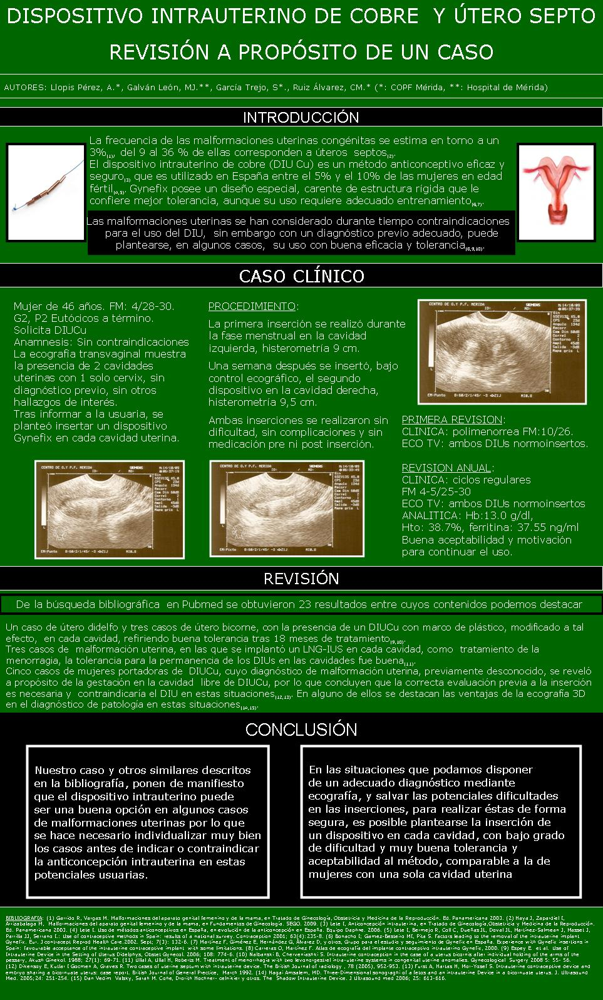 DISPOSITIVO INTRAUTERINO DE COBRE Y ÚTERO SEPTO
REVISIÓN A PROPÓSITO DE UN CASO
AUTORES: Llopis Pérez, A.*, Galván León, MJ.**, García Trejo, S*., Ruiz Álvarez, CM.* (*: COPF Mérida, **: Hospital de Mérida)
INTRODUCCIÓN
La frecuencia de las malformaciones uterinas congénitas se estima en torno a un
3%(1), del 9 al 36 % de ellas corresponden a úteros septos(2).
El dispositivo intrauterino de cobre (DIU Cu) es un método anticonceptivo eficaz y
seguro(3) que es utilizado en España entre el 5% y el 10% de las mujeres en edad
fértil(4,5). Gynefix posee un diseño especial, carente de estructura rígida que le
confiere mejor tolerancia, aunque su uso requiere adecuado entrenamiento(6,7).
Las malformaciones uterinas se han considerado durante tiempo contraindicaciones
para el uso del DIU, sin embargo con un diagnóstico previo adecuado, puede
plantearse, en algunos casos, su uso con buena eficacia y tolerancia(8,9,10).
CASO CLÍNICO
Mujer de 46 años. FM: 4/28-30.
G2, P2 Eutócicos a término.
Solicita DIUCu
Anamnesis: Sin contraindicaciones
La ecografía transvaginal muestra
la presencia de 2 cavidades
uterinas con 1 solo cervix, sin
diagnóstico previo, sin otros
hallazgos de interés.
Tras informar a la usuaria, se
planteó insertar un dispositivo
Gynefix en cada cavidad uterina.
PROCEDIMIENTO:
La primera inserción se realizó durante
la fase menstrual en la cavidad
izquierda, histerometría 9 cm.
Una semana después se insertó, bajo
control ecográfico, el segundo
dispositivo en la cavidad derecha,
histerometría 9,5 cm.
Ambas inserciones se realizaron sin
dificultad, sin complicaciones y sin
medicación pre ni post inserción.
CENTRO DE O.Y P.F. MERIDA
PRIMERA REVISION:
CLINICA: polimenorrea FM:10/26.
ECO TV: ambos DIUs normoinsertos.
REVISION ANUAL:
CLINICA: ciclos regulares
FM 4-5/25-30
ECO TV: ambos DIUs normoinsertos
ANALITICA: Hb:13.0 g/dl,
Hto: 38.7%, ferritina: 37.55 ng/ml
Buena aceptabilidad y motivación
para continuar el uso.
CENTRO DE O.Y P.F. MERIDA SIEMENS
CENTRO DE O.Y P.F. MERIDA SIEMENS
REVISIÓN
De la búsqueda bibliográfica en Pubmed se obtuvieron 23 resultados entre cuyos contenidos podemos destacar
Un caso de útero didelfo y tres casos de útero bicorne, con la presencia de un DIUCu con marco de plástico, modificado a tal
efecto, en cada cavidad, refiriendo buena tolerancia tras 18 meses de tratamiento(9,10).
Tres casos de malformación uterina, en las que se implantó un LNG-IUS en cada cavidad, como tratamiento de la
menorragia, la tolerancia para la permanencia de los DIUs en las cavidades fue buena(11).
Cinco casos de mujeres portadoras de DIUCu, cuyo diagnóstico de malformación uterina, previamente desconocido, se reveló
a propósito de la gestación en la cavidad libre de DIUCu, por lo que concluyen que la correcta evaluación previa a la inserción
es necesaria y contraindicaría el DIU en estas situaciones(12,13). En alguno de ellos se destacan las ventajas de la ecografía 3D
en el diagnóstico de patología en estas situaciones(14,15).
CONCLUSIÓN
Nuestro caso y otros similares descritos
en la bibliografía, ponen de manifiesto
que el dispositivo intrauterino puede
ser una buena opción en algunos casos
de malformaciones uterinas por lo que
se hace necesario individualizar muy bien
los casos antes de indicar o contraindicar
la anticoncepción intrauterina en estas
potenciales usuarias.
En las situaciones que podamos disponer
de un adecuado diagnóstico mediante
ecografía, y salvar las potenciales dificultades
en las inserciones, para realizar éstas de forma
segura, es posible plantearse la inserción de
un dispositivo en cada cavidad, con bajo grado
de dificultad y muy buena tolerancia y
aceptabilidad al método, comparable a la de
mujeres con una sola cavidad uterina
BIBLIOGRAFIA: (1) Garrido R, Vargas M. Malformaciones del aparato genital femenino y de la mama, en Tratado de Ginecología,Obstetricia y Medicina de la Reproducción. Ed. Panamericana 2003. (2) Haya J, Zapardiel I,
Arrizabalaga M, Malformaciones del aparato genital femenino y de la mama, en Fundamentos de Ginecología. SEGO. 2009. (3) Lete I, Anticoncepción intrauterina, en Tratado de Ginecología,Obstetricia y Medicina de la Reproducción.
Ed. Panamericana 2003. (4) Lete I. Uso de métodos anticonceptivos en España, en evolución de la anticoncepción en España. Equipo Daphne. 2006. (5) Lete I, Bermejo R, Coll C, Dueñas JL, Doval JL, Martínez-Salmean J, Masset J,
Parrilla JJ, Serrano I.: Use of contraceptive methods in Spain: results of a national survey. Contraception 2001; 63(4):235-8. (6) Bonacho I; Gamez-Besteiro MI, Pita S. Factors leading to the removal of the intrauterine implant
Gynefix. Eur. J contracept Reprod Health Care.2002. Sept; 7(3): 132-6. (7) Martínez F, Giménez E, Hernández G, Álvarez D, y otros, Grupo para el estudio y seguimiento de Gynefix en España. Experience with Gynefix insertions in
Spain: favourable acceptance of the intrauterine contraceptive implant with some limitations. (8) Carreras O, Martínez F. Atlas de ecografía del implante contraceptivo intrauterino Gynefix, 2000. (9) Espey E. et al. Use of
Intrauterine Device in the Setting of Uterus Didelphys, Obstet Gynecol. 2006; 108: 774-6. (10) Nalbanski B, Cherveniashki S. Intrauterine contraception in the case of a uterus bicornis after individual holding of the arms of the
pessary, Akush Ginekol. 1988; 27(1): 69-71. (11) Ullal A, Ullal H, Roberts M. Treatment of menorrhagia with two levonorgestrel intra-uterine systems in congenital uterine anomalies. Gynecological Surgery 2008 5: 55- 56.
(12) Dikensoy E, Kutlar I Gocmen A, Graves R. Two cases of uterine septum with intrauterine device. The British Journal of radiology , 78 (2005), 952-953. (13) Furst A, Hartas H, Mor-Yosef S. Intrauterine contraceptive device and
embryo sharing a bicornuate uterus: case report. British Journal of General Practice, March 1992. (14) Hagai Amsalem, MD. Three-Dimensional sonography of a fetos and an intrauterine Device in a bicornuate uterus. J. Ultrasound
Med. 2005;24: 251-254. (15) Dan Vedim Valsky, Sarah M. Cohe, Drorith Hochner- celnikier y otros. The Shadow Intrauterine Device. J Ultrasound med 2006; 25: 613-616.